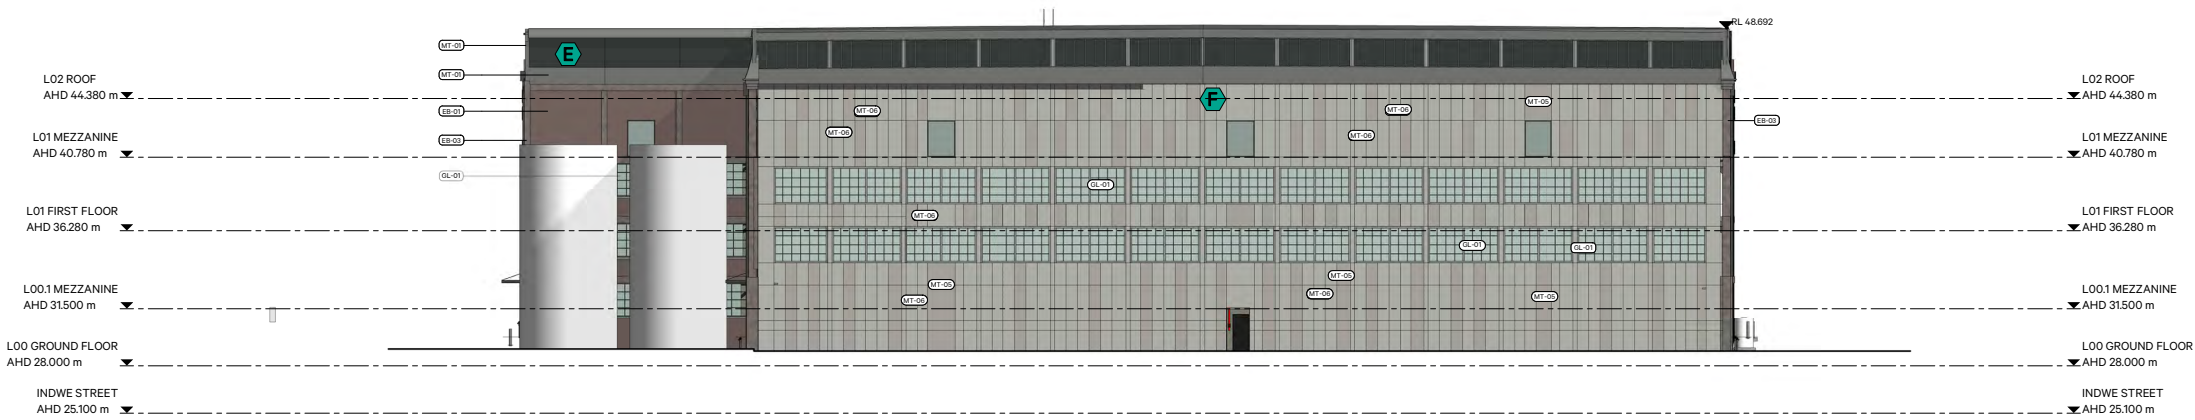 RL 48.692
MT-01
E
MT-01
L02 ROOF
AHD 44.380 m
L02 ROOF
AHD 44.380 m
F
MT-06
MT-06
MT-05
EB-01
EB-03
MT-06
MT-06
L01 MEZZANINE
AHD 40.780 m
EB-03
L01 MEZZANINE
AHD 40.780 m
GL-01
GL-01
L01 FIRST FLOOR
AHD 36.280 m
MT-06
L01 FIRST FLOOR
AHD 36.280 m
GL-01
GL-01
L00.1 MEZZANINE
AHD 31.500 m
MT-05
MT-06
MT-05
MT-06
MT-05
L00.1 MEZZANINE
AHD 31.500 m
L00 GROUND FLOOR
AHD 28.000 m
L00 GROUND FLOOR
AHD 28.000 m
INDWE STREET
AHD 25.100 m
INDWE STREET
AHD 25.100 m